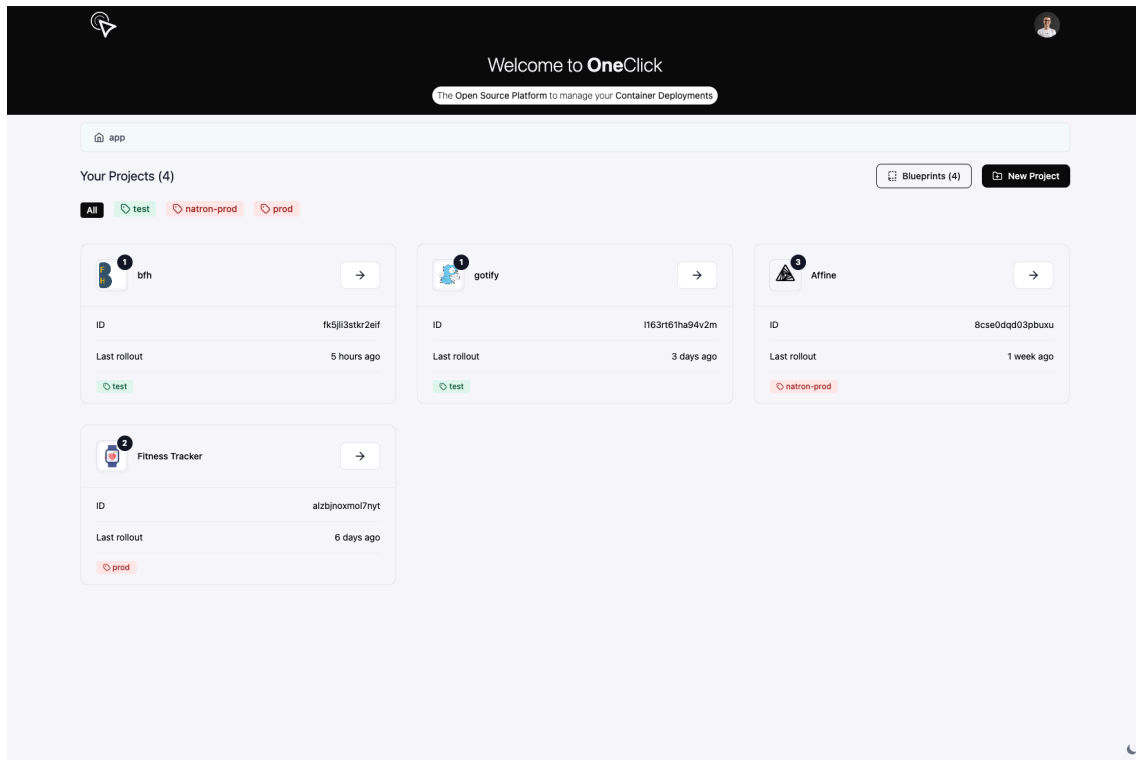 Welcome to OneClick
The Open Source Platform to manage your Container Deployments
app
Your Projects (4)
Blueprints (4)
New Project
All
test
natron-prod
prod
1
bfh
ID
fk5jli3stkr2eif
Last rollout
5 hours ago
test
1
gotify
ID
l163rt61ha94v2m
Last rollout
3 days ago
test
3
Affine
ID
8cse0dqd03pbuxu
Last rollout
1 week ago
natron-prod
2
Fitness Tracker
ID
alzbjnoxmol7nyt
Last rollout
6 days ago
prod